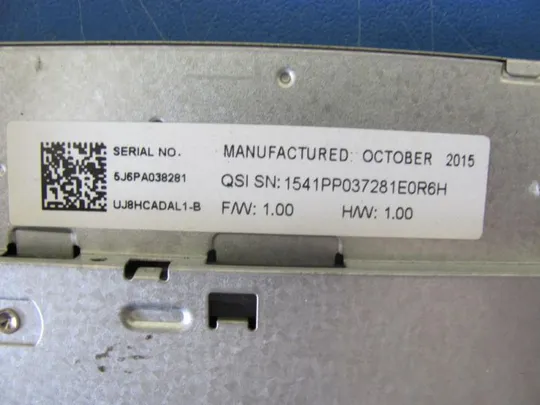 SERIAL NO.
5J6PA038281
UJ8HCADAL1-B
MANUFACTURED: OCTOBER 2015
QSI SN:1541PP037281E0R6H
F/W: 1.00 H/W: 1.00